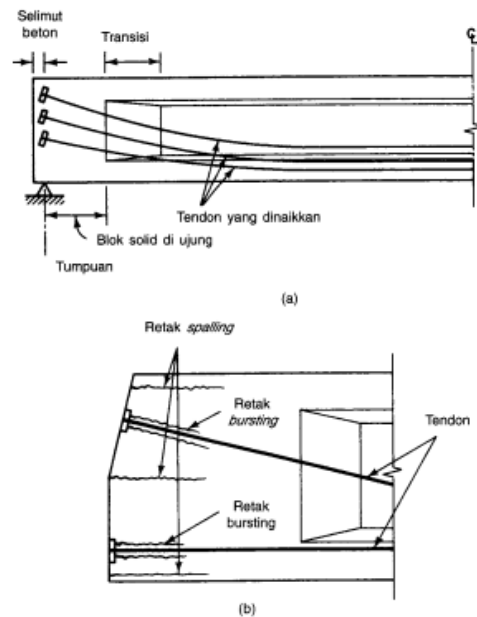 Selimut
beton
Transisi
℄
Tendon yang dinaikkan
Blok solid di ujung
Tumpuan
(a)
Retak spalling
Retak
bursting
Tendon
Retak
bursting
(b)